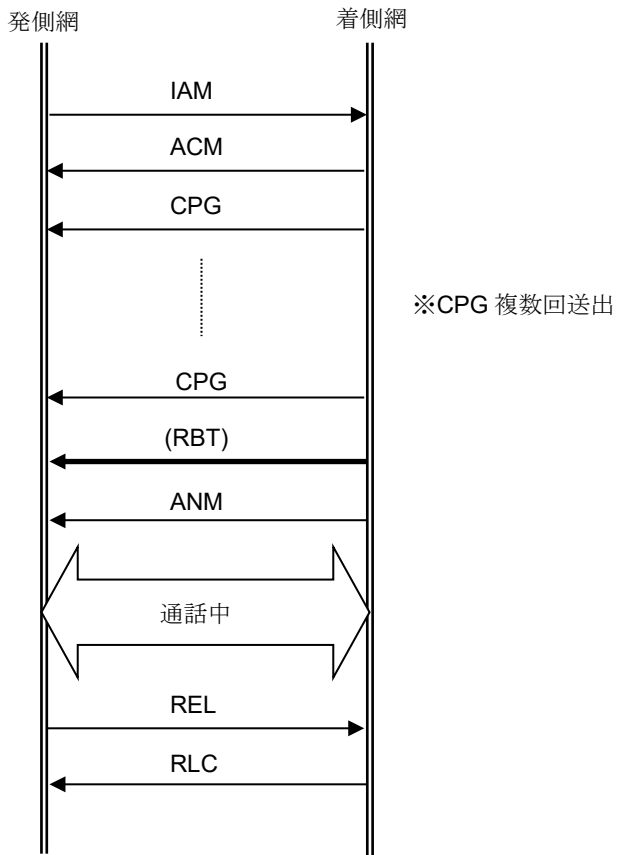 発側網
着側網
IAM
ACM
CPG
※CPG 複数回送出
CPG
(RBT)
ANM
通話中
REL
RLC